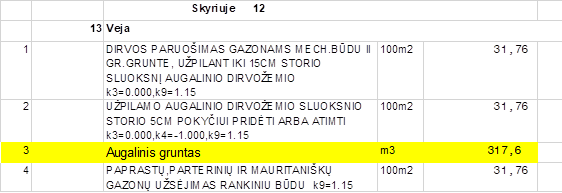 Skyriuje 12
13 Veja
1 DIRVOS PARUOŠIMAS GAZONAMS MECH.BŪDU II 100m2 31,76
GR.GRUNTE, UŽPILANT IKI 15CM STORIO
SLUOKSNĮ AUGALINIO DIRVOŽEMIO
k3=0.000,k9=1.15
2 UŽPILAMO AUGALINIO DIRVOŽEMIO SLUOKSNIO 100m2 31,76
STORIO 5CM POKYČIUI PRIDĖTI ARBA ATIMTI
k3=0.000,k4=-1.000,k9=1.15
3 Augalinis gruntas m3 317,6
4 PAPRASTŲ,PARTERINIŲ IR MAURITANIŠKŲ 100m2 31,76
GAZONŲ UŽSĖJIMAS RANKINIU BŪDU k9=1.15